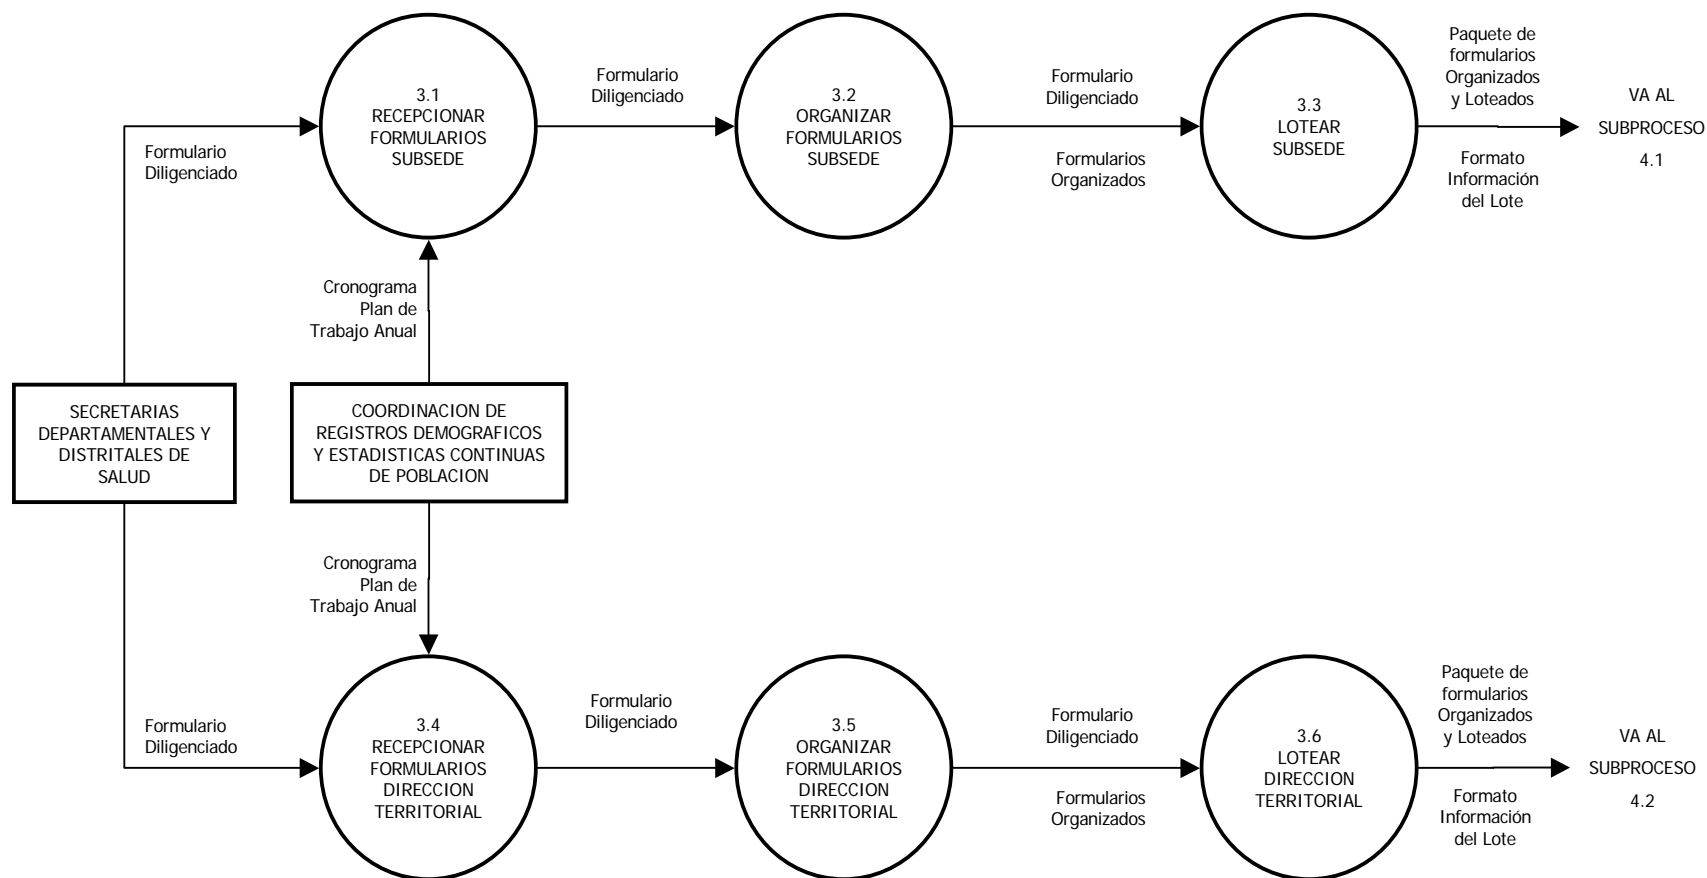 3.1
RECEPCIONAR
FORMULARIOS
SUBSEDE
Formulario
Diligenciado
3.2
ORGANIZAR
FORMULARIOS
SUBSEDE
Formulario
Diligenciado
Formularios
Organizados
3.3
LOTEAR
SUBSEDE
Paquete de
formularios
Organizados
y Loteados
Formato
Información
del Lote
VA AL
SUBPROCESO
4.1
Formulario
Diligenciado
Cronograma
Plan de
Trabajo Anual
SECRETARIAS
DEPARTAMENTALES Y
DISTRITALES DE
SALUD
COORDINACION DE
REGISTROS DEMOGRAFICOS
Y ESTADISTICAS CONTINUAS
DE POBLACION
Cronograma
Plan de
Trabajo Anual
Formulario
Diligenciado
3.4
RECEPCIONAR
FORMULARIOS
DIRECCION
TERRITORIAL
Formulario
Diligenciado
3.5
ORGANIZAR
FORMULARIOS
DIRECCION
TERRITORIAL
Formulario
Diligenciado
Formularios
Organizados
3.6
LOTEAR
DIRECCION
TERRITORIAL
Paquete de
formularios
Organizados
y Loteados
Formato
Información
del Lote
VA AL
SUBPROCESO
4.2